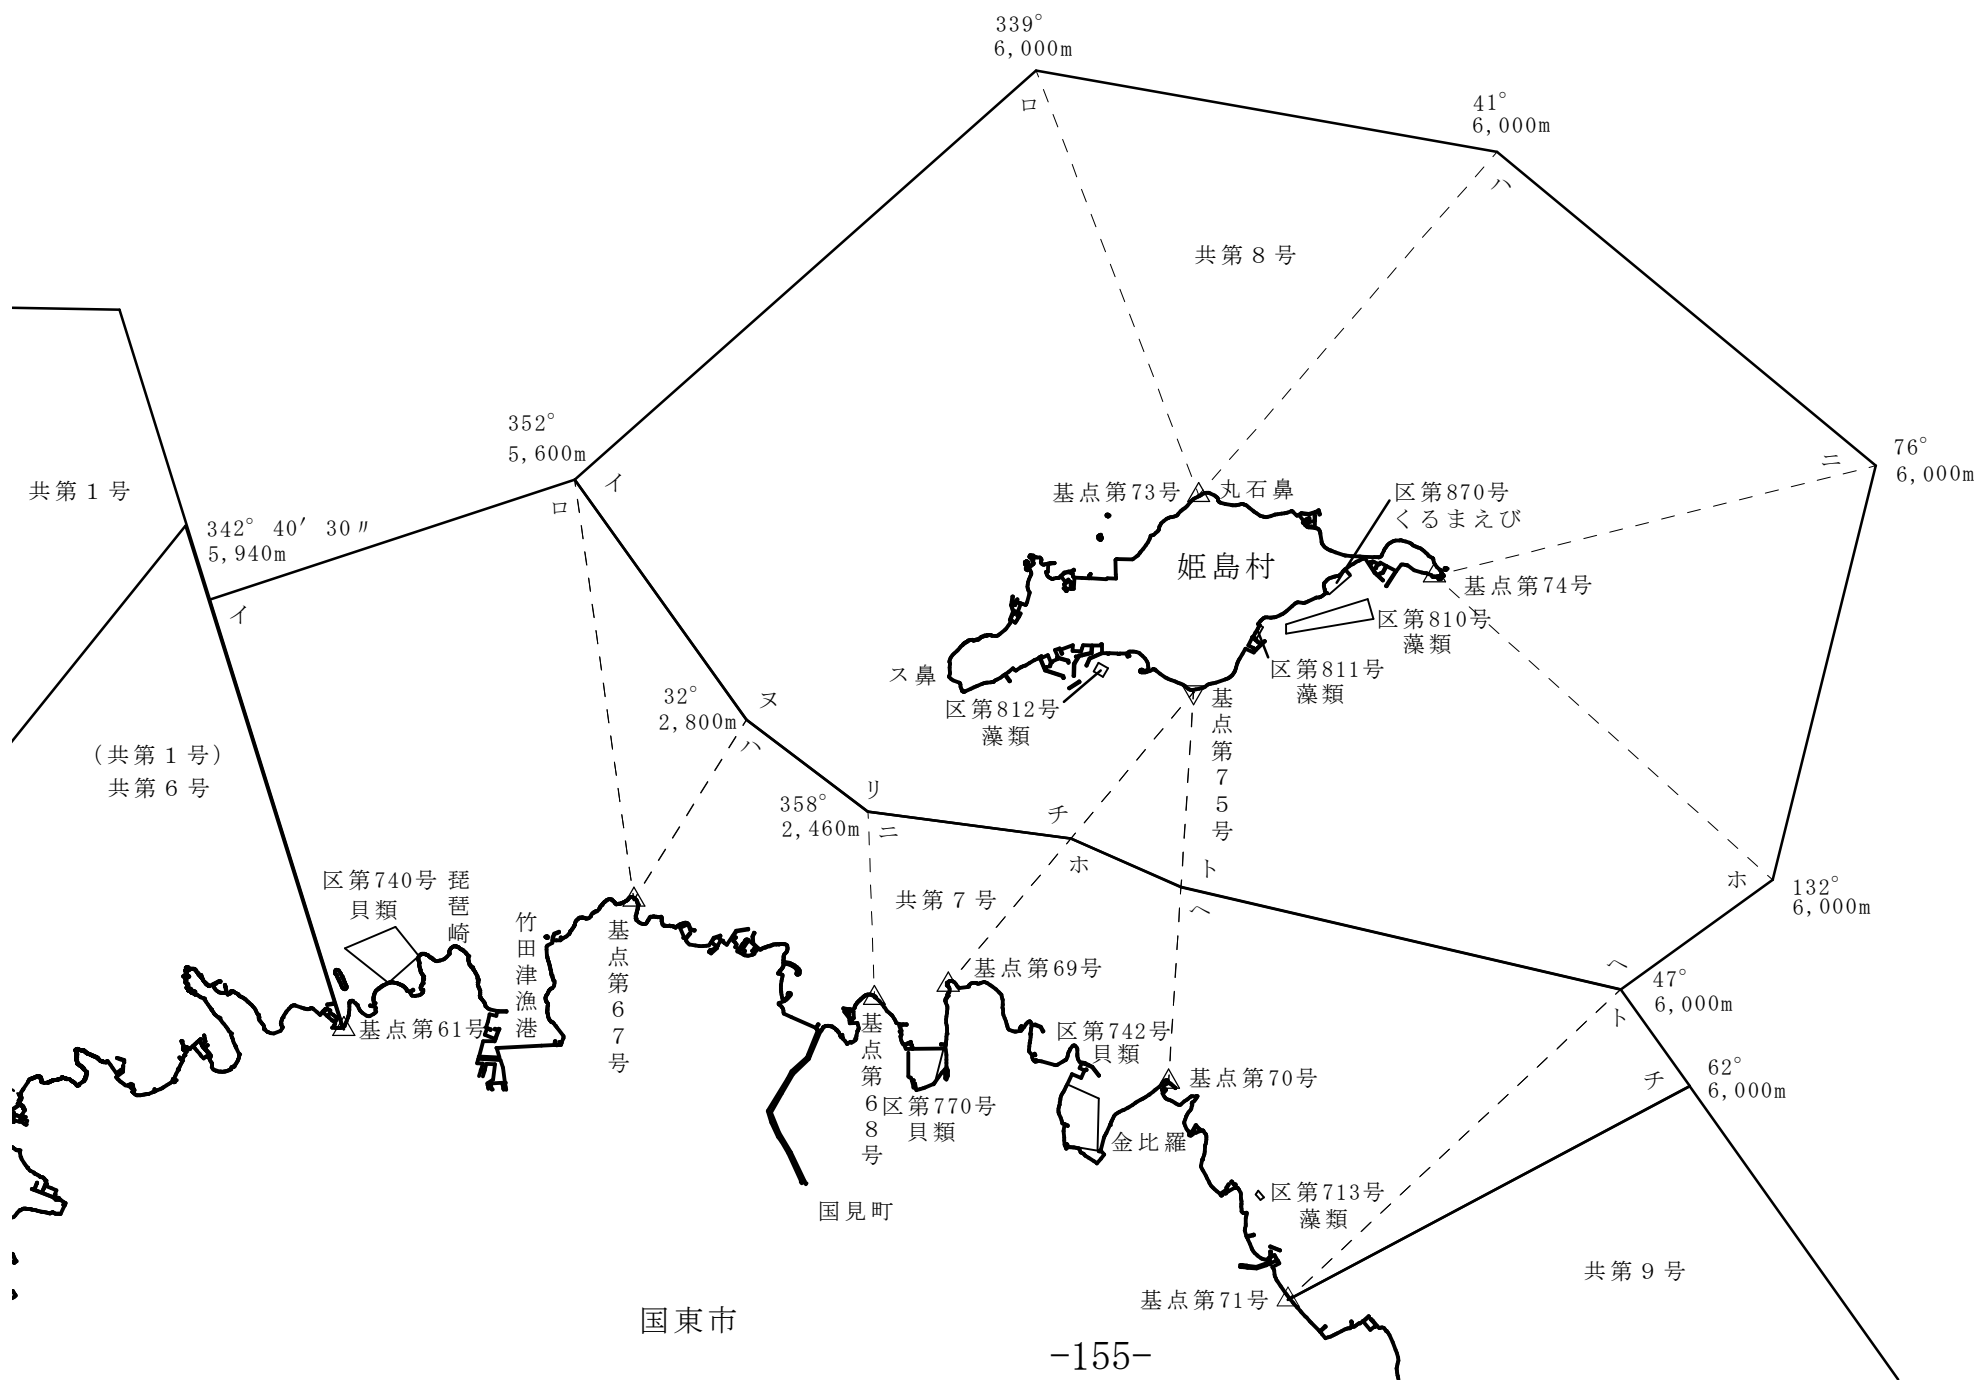 339°
6,000m
ロ
41°
6,000m
ハ
共第８号
76°
6,000m
ニ
352°
5,600m
イ
ロ
共第１号
342° 40′ 30″
5,940m
イ
基点第73号
丸石鼻
区第870号
くるまえび
姫島村
基点第74号
区第810号
藻類
区第811号
藻類
ス鼻
区第812号
藻類
基点第７５号
32°
2,800m
ヌ
ハ
（共第１号）
共第６号
358°
2,460m
リ
ニ
チ
ホ
ト
ヘ
ホ
132°
6,000m
区第740号
貝類
琵琶崎
竹田津漁港
基点第６７号
共第７号
基点第69号
ヘ
ト
47°
6,000m
基点第61号
基点第６８号
区第742号
貝類
基点第70号
チ
62°
6,000m
区第770号
貝類
金比羅
国見町
区第713号
藻類
共第９号
基点第71号
国東市
-155-